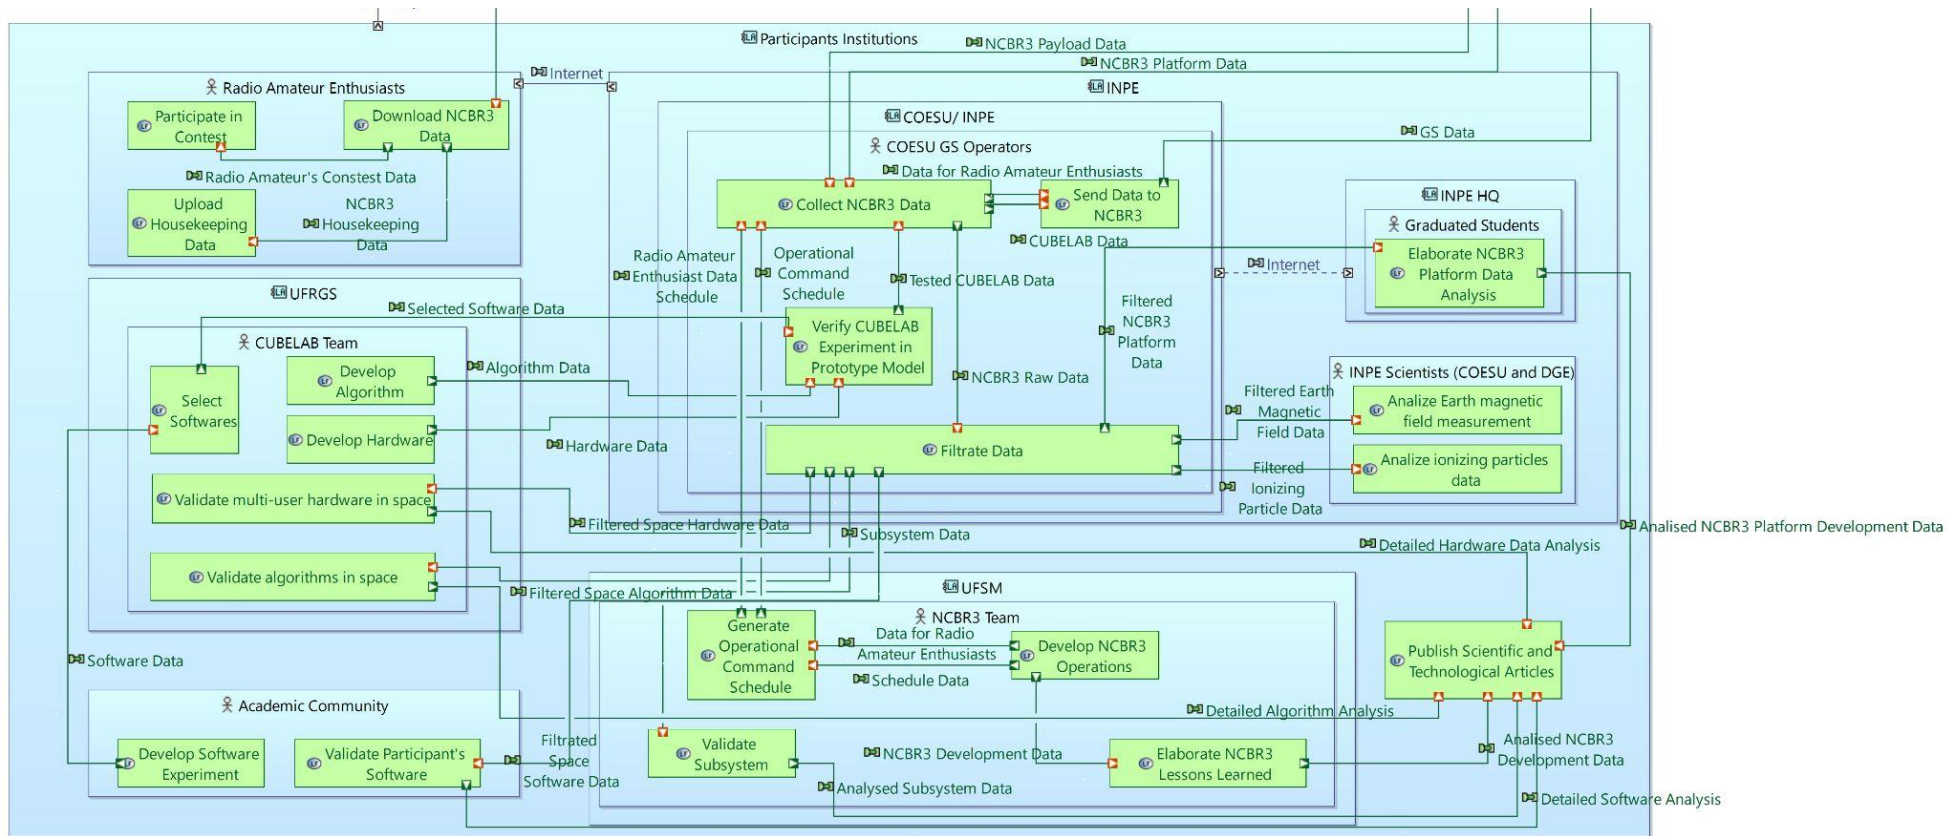 Participants Institutions
NCBR3 Payload Data
NCBR3 Platform Data
Internet
Radio Amateur Enthusiasts
Participate in
Contest
Download NCBR3
Data
Radio Amateur's Constest Data
Upload
Housekeeping
Data
NCBR3
Housekeeping
Data
INPE
COESU/ INPE
COESU GS Operators
GS Data
Data for Radio Amateur Enthusiasts
Collect NCBR3 Data
Send Data to
NCBR3
CUBELAB Data
Radio Amateur
Enthusiast Data
Schedule
Operational
Command
Schedule
Tested CUBELAB Data
Internet
INPE HQ
Graduated Students
Elaborate NCBR3
Platform Data
Analysis
UFRGS
Selected Software Data
CUBELAB Team
Select
Softwares
Develop
Algorithm
Algorithm Data
Develop Hardware
Hardware Data
Verify CUBELAB
Experiment in
Prototype Model
Filtered
NCBR3
Platform
Data
NCBR3 Raw Data
Filtrate Data
INPE Scientists (COESU and DGE)
Analize Earth magnetic
field measurement
Analize ionizing particles
data
Filtered Earth
Magnetic
Field Data
Filtered
Ionizing
Particle Data
Validate multi-user hardware in space
Filtered Space Hardware Data
Subsystem Data
Analised NCBR3 Platform Development Data
Detailed Hardware Data Analysis
Validate algorithms in space
Filtered Space Algorithm Data
UFSM
NCBR3 Team
Generate
Operational
Command
Schedule
Data for Radio
Amateur Enthusiasts
Schedule Data
Develop NCBR3
Operations
Publish Scientific and
Technological Articles
Software Data
Academic Community
Develop Software
Experiment
Validate Participant's
Software
Filtrated
Space
Software Data
Validate
Subsystem
NCBR3 Development Data
Analysed Subsystem Data
Elaborate NCBR3
Lessons Learned
Detailed Algorithm Analysis
Analised NCBR3
Development Data
Detailed Software Analysis